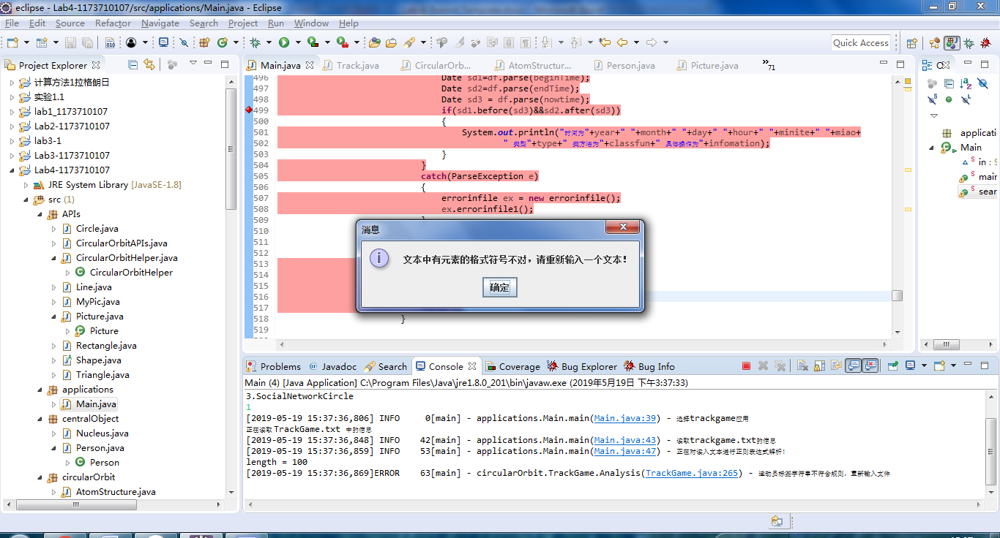 eclipse - Lab4-1173710107/src/applications/Main.java - Eclipse
File Edit Source Refactor Navigate Search Project Run Window Help
Quick Access
Project Explorer
计算方法1拉格朗日
实验1.1
lab1_1173710107
Lab2-1173710107
lab3-1
Lab3-1173710107
Lab4-1173710107
JRE System Library [JavaSE-1.8]
src (1)
APIs
Circle.java
CircularOrbitAPIs.java
CircularOrbitHelper.java
CircularOrbitHelper
Line.java
MyPic.java
Picture.java
Picture
Rectangle.java
Shape.java
Triangle.java
applications
Main.java
centralObject
Nucleus.java
Person.java
Person
circularOrbit
AtomStructure.java
Main.java Track.java CircularOrb... AtomStructur... Person.java Picture.java »71
496 Date sd1=df.parse(beginTime);
497 Date sd2=df.parse(endTime);
498 Date sd3 = df.parse(nowtime);
499 if(sd1.before(sd3)&&sd2.after(sd3))
500 {
501 System.out.println("时间为"+year+" "+month+" "+day+" "+hour+" "+minite+" "+miao+
502 " 类型"+type+" 类方法为"+classfun+" 具体操作为"+infomation);
503 }
504 }
505 catch(ParseException e)
506 {
507 errorinfile ex = new errorinfile();
508 ex.errorinfile1();
509
510
511
512
513
514
515
516
517
518 }
519
消息
文本中有元素的格式符号不对，请重新输入一个文本！
确定
applicati
Main
in : S
mair
sear
Problems @ Javadoc Search Console Coverage Bug Explorer Bug Info
Main (4) [Java Application] C:\Program Files\Java\jre1.8.0_201\bin\javaw.exe (2019年5月19日 下午3:37:33)
3.SocialNetworkCircle
1
[2019-05-19 15:37:36,806] INFO 0[main] - applications.Main.main(Main.java:39) - 选择trackgame应用
正在读取 TrackGame.txt 中的信息
[2019-05-19 15:37:36,848] INFO 42[main] - applications.Main.main(Main.java:43) - 读取trackgame.txt的信息
[2019-05-19 15:37:36,859] INFO 53[main] - applications.Main.main(Main.java:47) - 正在对读入文本进行正则表达式解析！
length = 100
[2019-05-19 15:37:36,869]ERROR 63[main] - circularOrbit.TrackGame.Analysis(TrackGame.java:265) - 运动员标签字符串不符合规则，重新输入文件